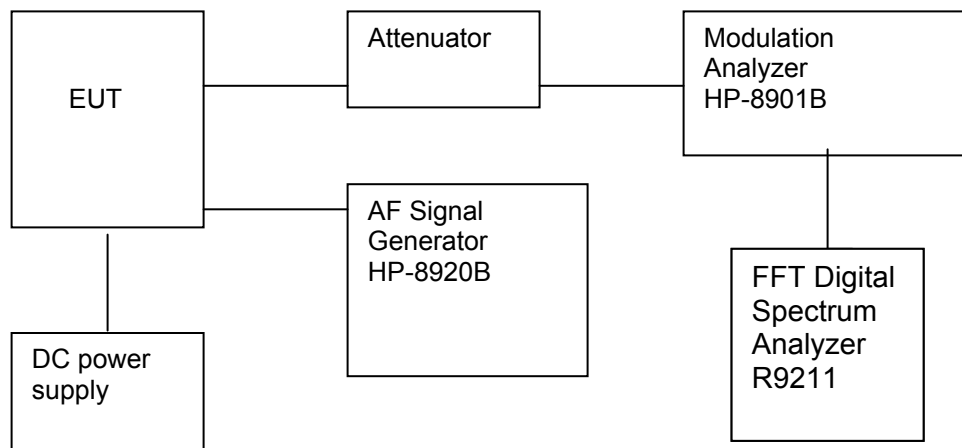 EUT
Attenuator
Modulation
Analyzer
HP-8901B
AF Signal
Generator
HP-8920B
FFT Digital
Spectrum
Analyzer
R9211
DC power
supply